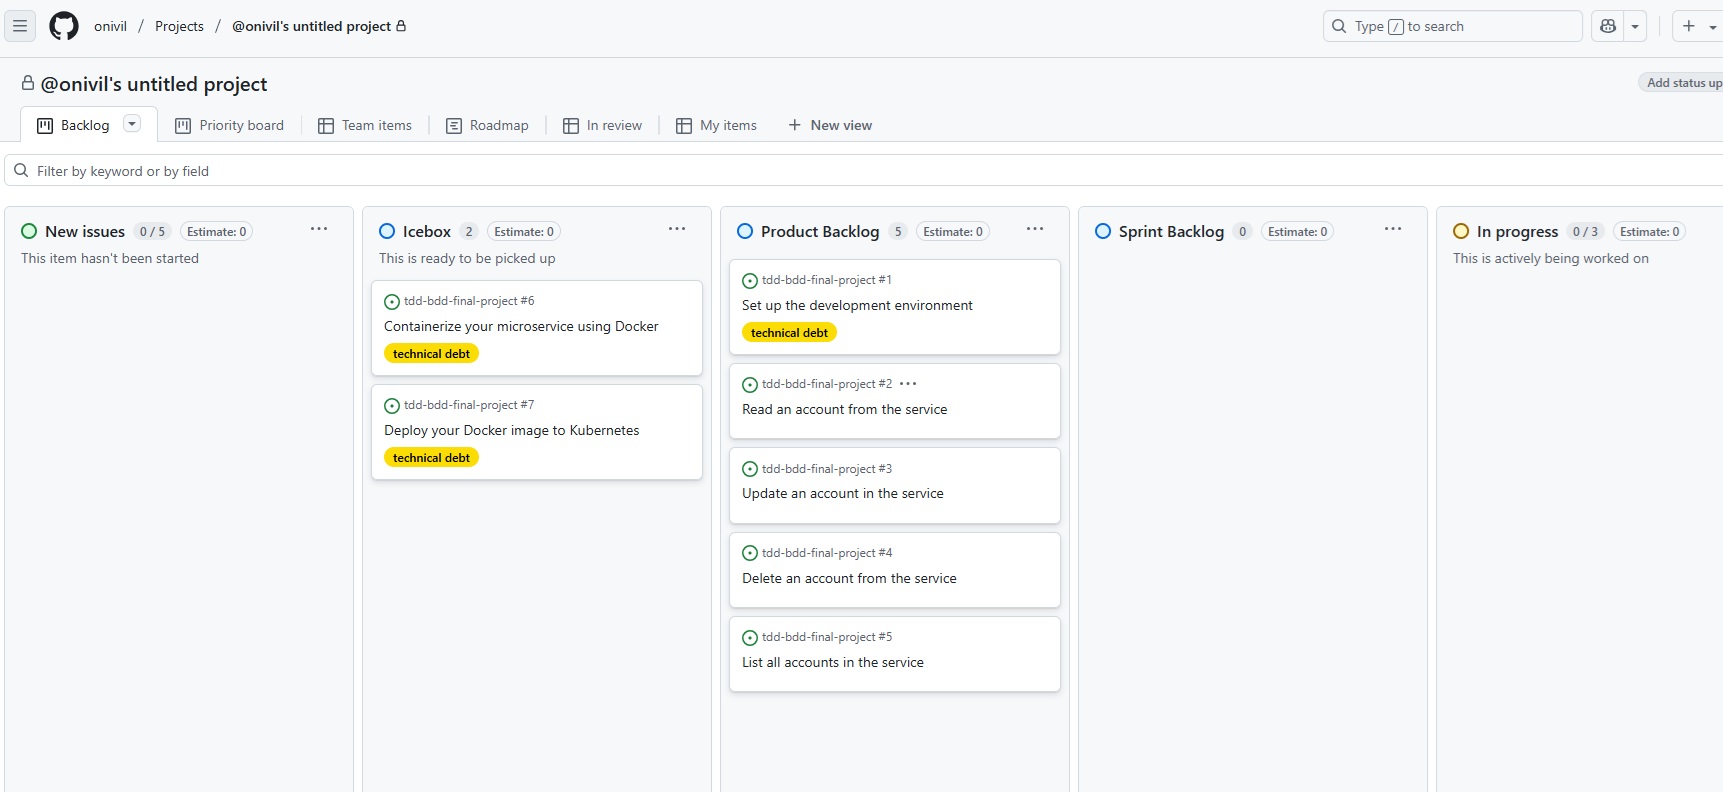 onivil / Projects / @onivil's untitled project
Type / to search
@onivil's untitled project
Add status up
Backlog
Priority board
Team items
Roadmap
In review
My items
New view
Filter by keyword or by field
New issues 0 / 5 Estimate: 0
This item hasn't been started
Icebox 2 Estimate: 0
This is ready to be picked up
tdd-bdd-final-project #6
Containerize your microservice using Docker
technical debt
tdd-bdd-final-project #7
Deploy your Docker image to Kubernetes
technical debt
Product Backlog 5 Estimate: 0
tdd-bdd-final-project #1
Set up the development environment
technical debt
tdd-bdd-final-project #2
Read an account from the service
tdd-bdd-final-project #3
Update an account in the service
tdd-bdd-final-project #4
Delete an account from the service
tdd-bdd-final-project #5
List all accounts in the service
Sprint Backlog 0 Estimate: 0
In progress 0 / 3 Estimate: 0
This is actively being worked on